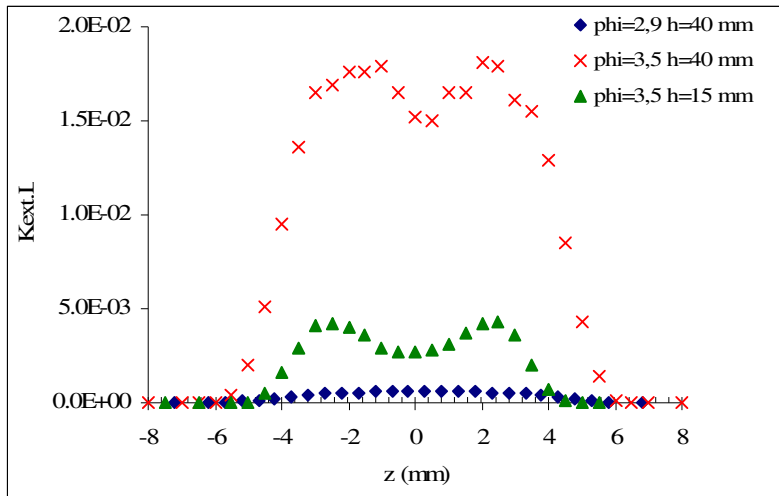 2.0E-02
1.5E-02
1.0E-02
5.0E-03
0.0E+00
Kext.L
phi=2,9 h=40 mm
phi=3,5 h=40 mm
phi=3,5 h=15 mm
-8 -6 -4 -2 0 2 4 6 8
z (mm)